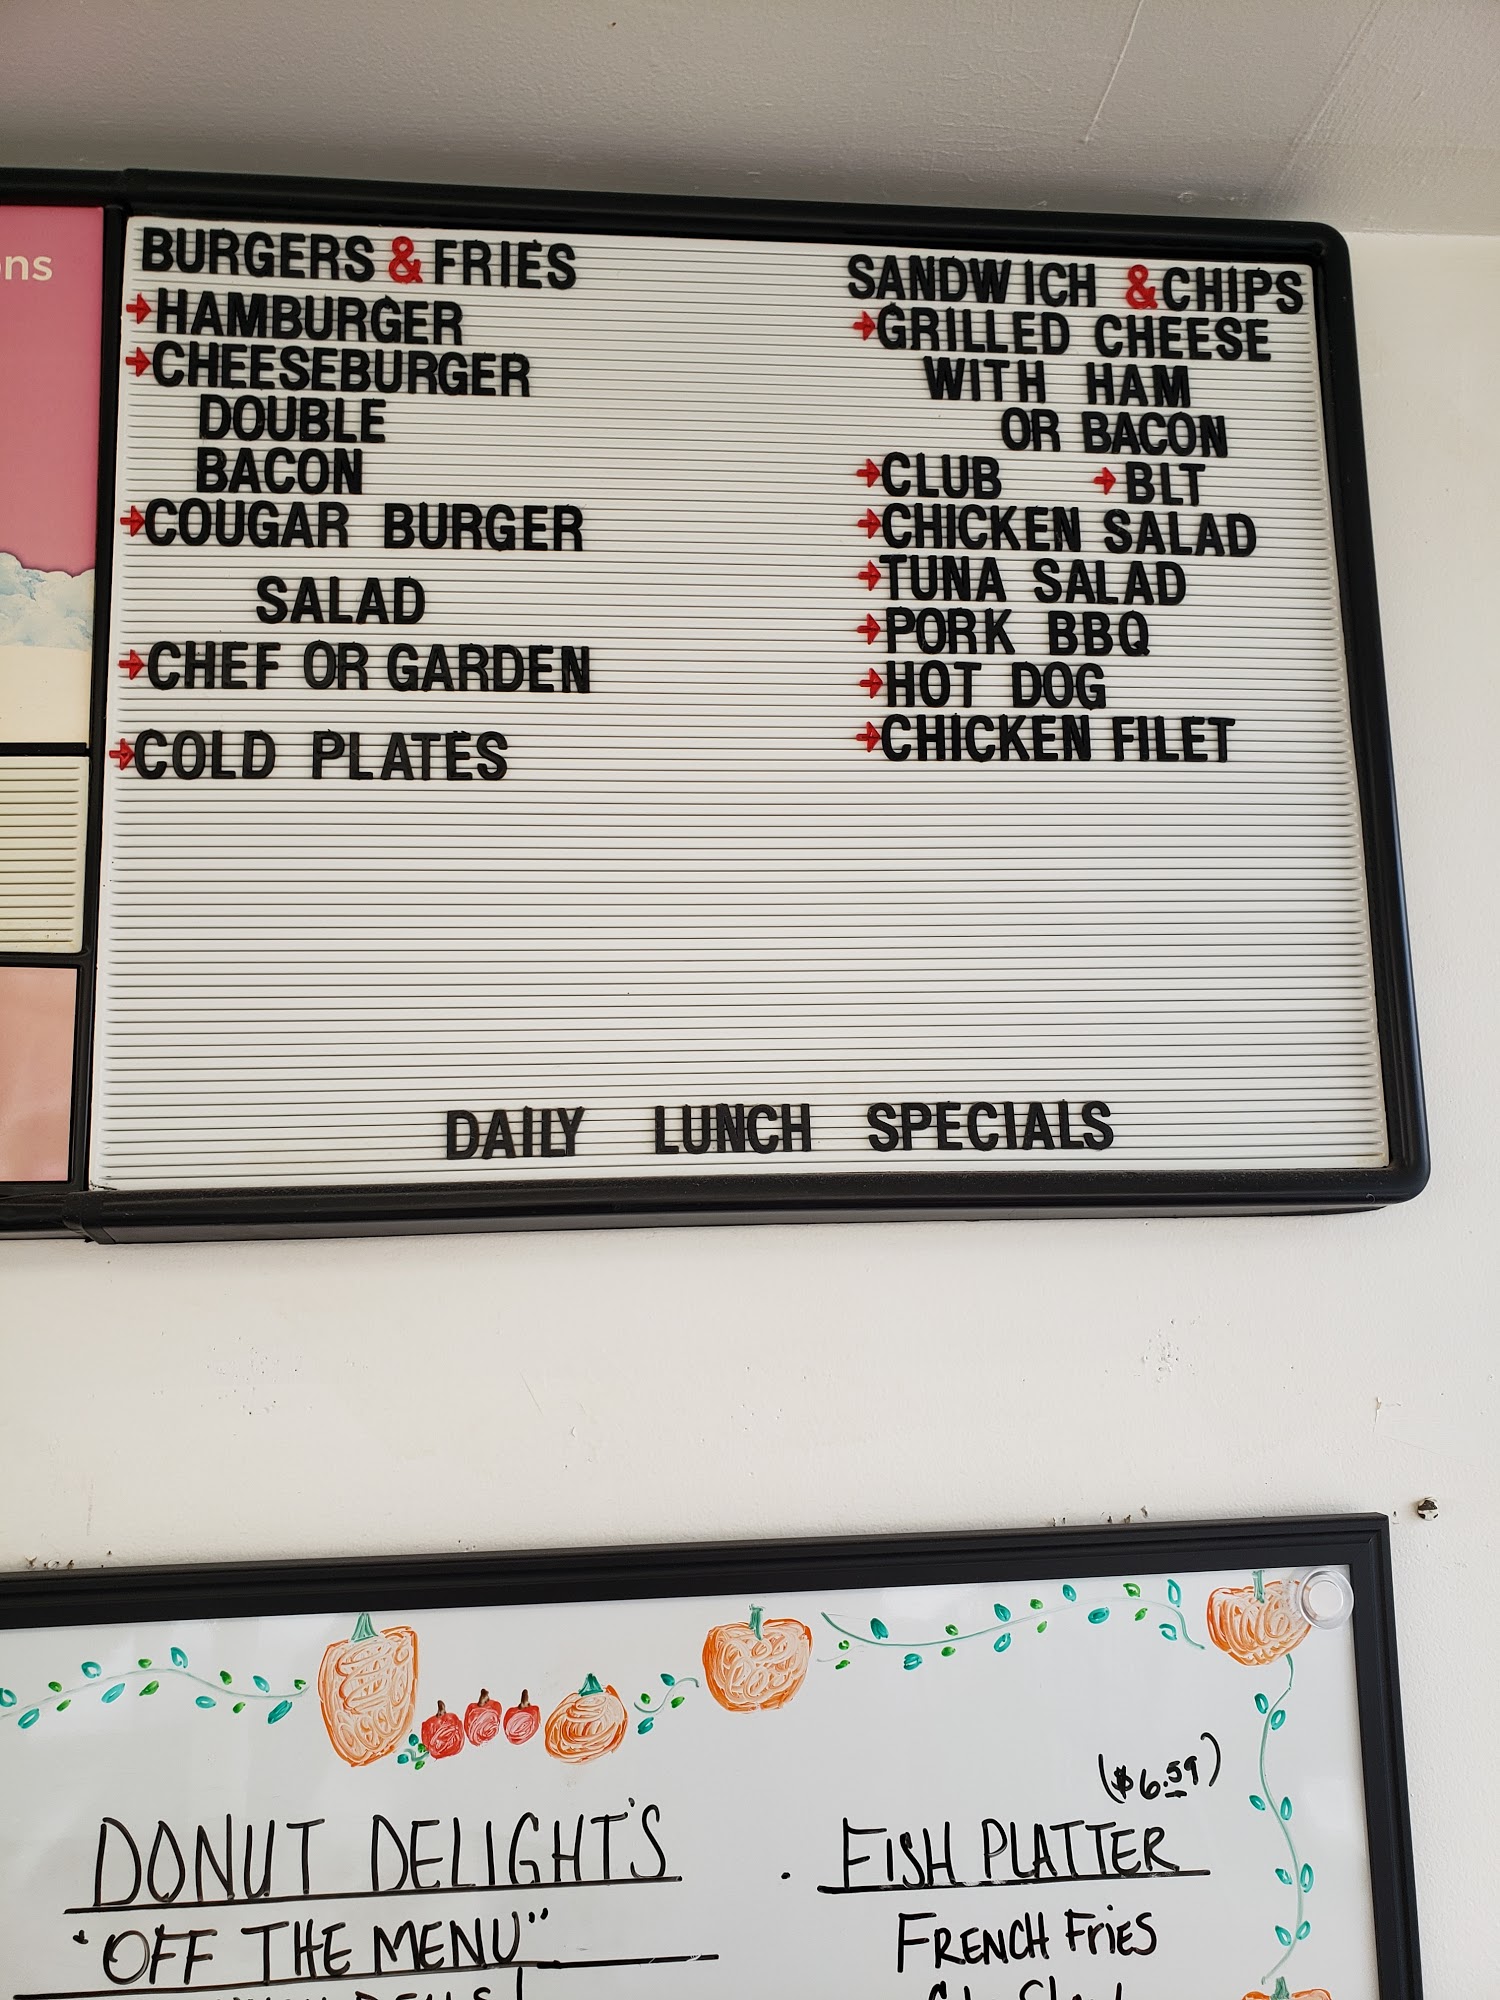 BURGERS & FRIES
HAMBURGER
CHEESEBURGER
DOUBLE
BACON
COUGAR BURGER
SALAD
CHEF OR GARDEN
COLD PLATES
SANDWICH & CHIPS
GRILLED CHEESE
WITH HAM
OR BACON
CLUB BLT
CHICKEN SALAD
TUNA SALAD
PORK BBQ
HOT DOG
CHICKEN FILET
DAILY LUNCH SPECIALS
DONUT DELIGHT'S
"OFF THE MENU"
($6.59)
FISH PLATTER
FRENCH FRIES